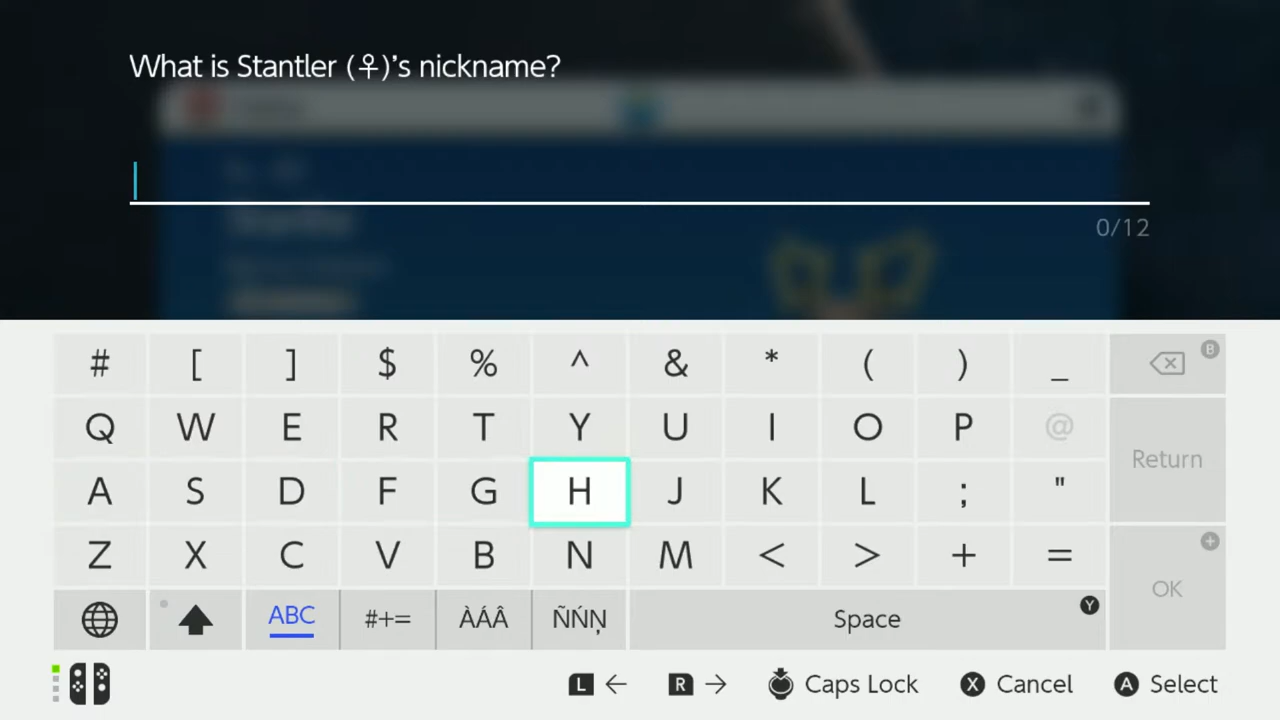 What is Stantler (♀)'s nickname?
0/12
# [ ] $ % ^ & * ( ) _ B
Q W E R T Y U I O P @
Return
A S D F G H J K L ; "
Z X C V B N M < > + =
OK
ABC #+= ÀÁÂ ÑŃŅ Space Y
L ← R → Caps Lock X Cancel A Select